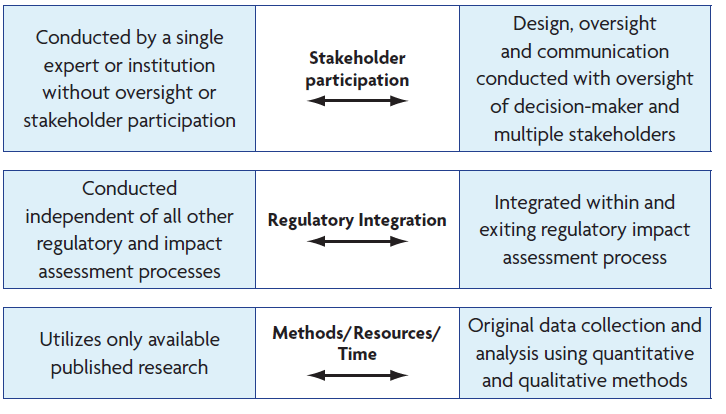 Conducted by a single
expert or institution
without oversight or
stakeholder participation
Stakeholder
participation
Design, oversight
and communication
conducted with oversight
of decision-maker and
multiple stakeholders
Conducted
independent of all other
regulatory and impact
assessment processes
Regulatory Integration
Integrated within and
exiting regulatory impact
assessment process
Utilizes only available
published research
Methods/Resources/
Time
Original data collection and
analysis using quantitative
and qualitative methods